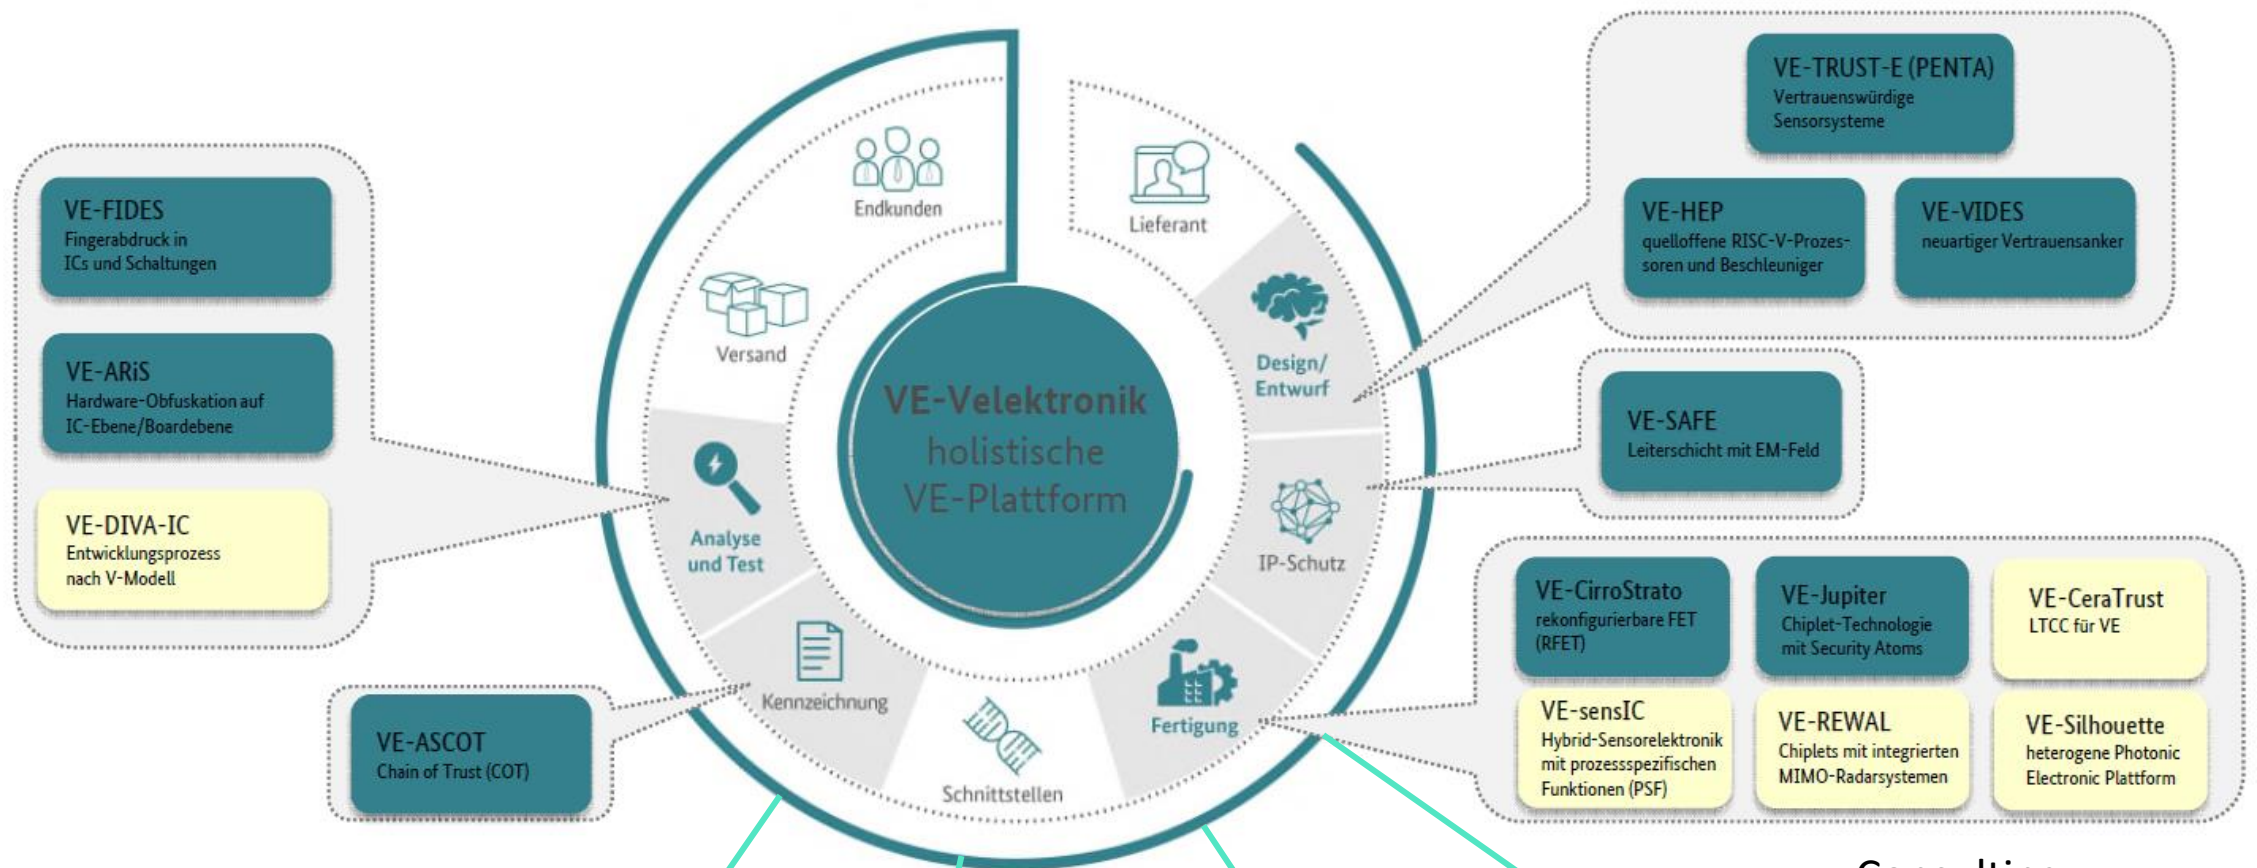 VE-TRUST-E (PENTA)
Vertrauenswürdige
Sensorsysteme
VE-HEP
quelloffene RISC-V-Prozes-
soren und Beschleuniger
VE-VIDES
neuartiger Vertrauensanker
VE-FIDES
Fingerabdruck in
ICs und Schaltungen
VE-ARiS
Hardware-Obfuskation auf
IC-Ebene/Boardebene
VE-DIVA-IC
Entwicklungsprozess
nach V-Modell
Endkunden
Lieferant
Versand
Design/
Entwurf
VE-Velektronik
holistische
VE-Plattform
Analyse
und Test
IP-Schutz
Kennzeichnung
Fertigung
Schnittstellen
VE-SAFE
Leiterschicht mit EM-Feld
VE-CirroStrato
rekonfigurierbare FET
(RFET)
VE-Jupiter
Chiplet-Technologie
mit Security Atoms
VE-CeraTrust
LTCC für VE
VE-sensIC
Hybrid-Sensorelektronik
mit prozessspezifischen
Funktionen (PSF)
VE-REWAL
Chiplets mit integrierten
MIMO-Radarsystemen
VE-Silhouette
heterogene Photonic
Electronic Plattform
VE-ASCOT
Chain of Trust (COT)